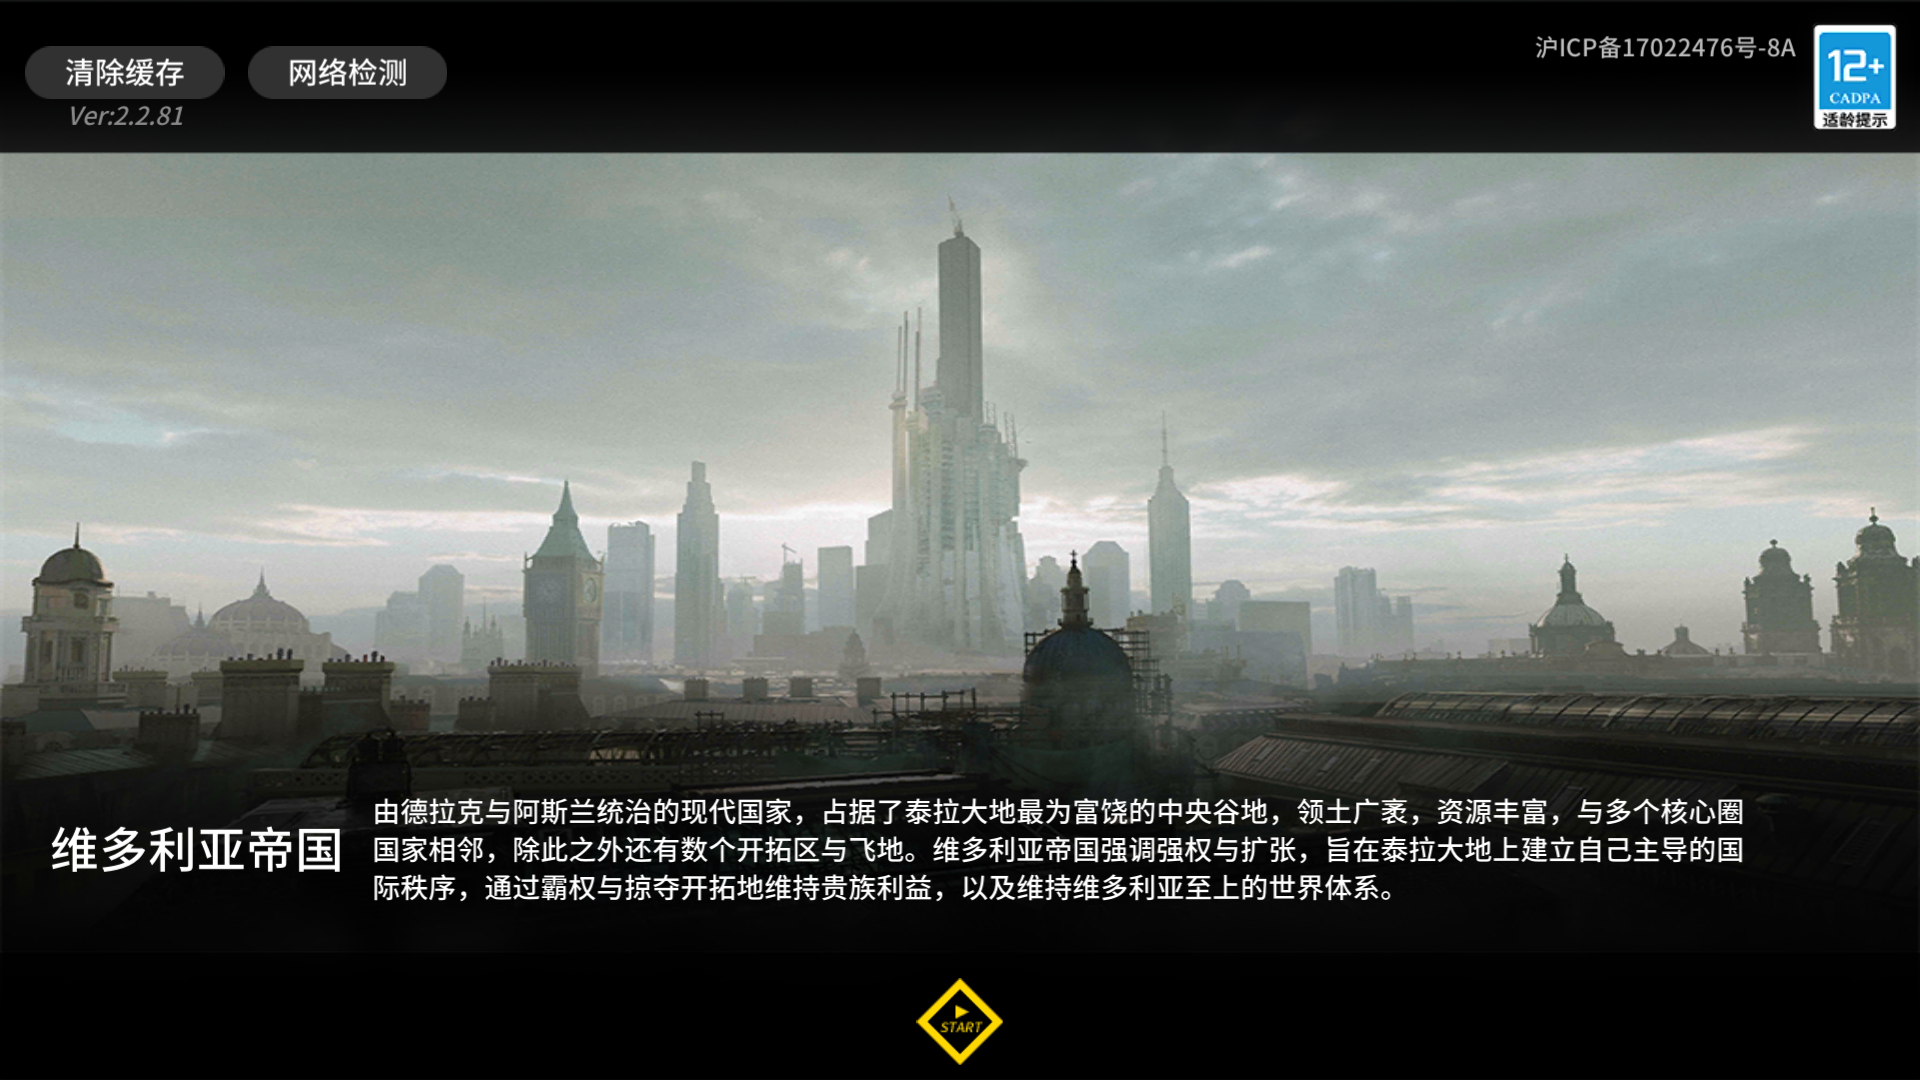 清除缓存
网络检测
沪ICP备17022476号-8A
Ver:2.2.81
12+
CADPA
适龄提示
维多利亚帝国
由德拉克与阿斯兰统治的现代国家，占据了泰拉大地最为富饶的中央谷地，领土广袤，资源丰富，与多个核心圈
国家相邻，除此之外还有数个开拓区与飞地。维多利亚帝国强调强权与扩张，旨在泰拉大地上建立自己主导的国
际秩序，通过霸权与掠夺开拓地维持贵族利益，以及维持维多利亚至上的世界体系。
START